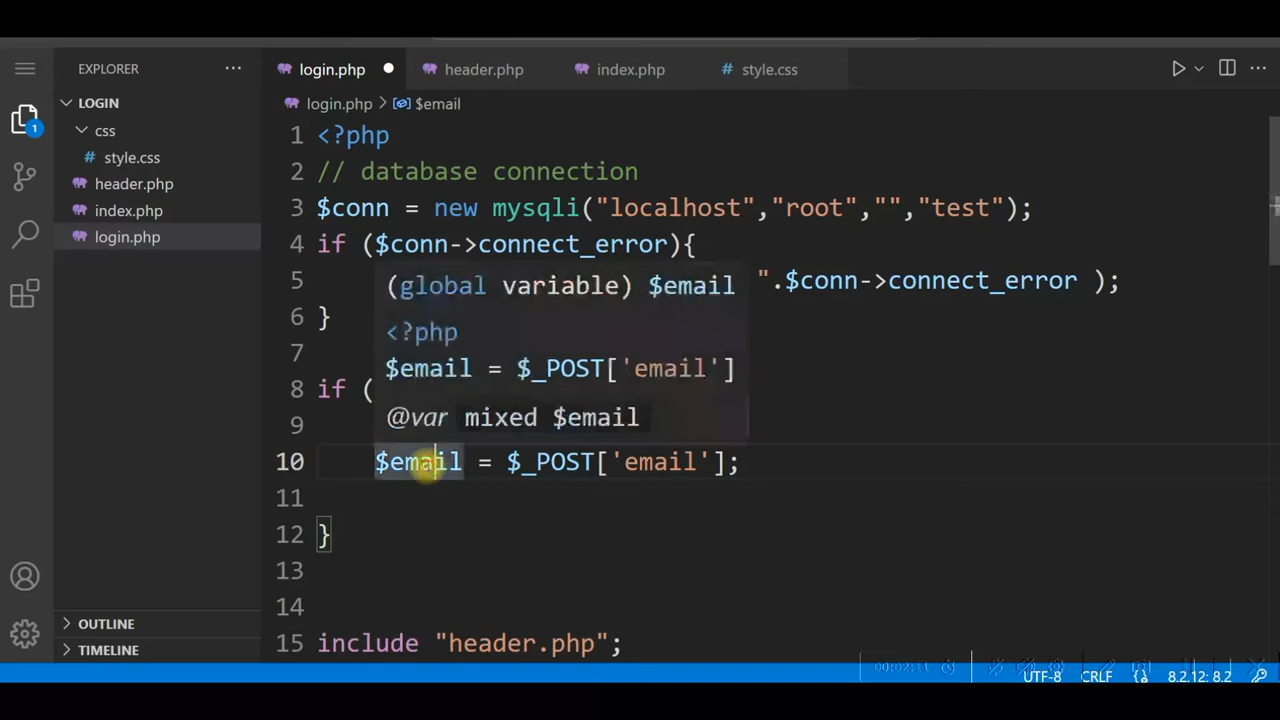 EXPLORER
LOGIN
css
# style.css
header.php
index.php
login.php
OUTLINE
TIMELINE
1
login.php
header.php
index.php
# style.css
login.php > $email
1 <?php
2 // database connection
3 $conn = new mysqli("localhost","root","","test");
4 if ($conn->connect_error){
5 ".$conn->connect_error );
6 }
7
8 if (
9
10 $email = $_POST['email'];
11
12 }
13
14
15 include "header.php";
(global variable) $email
<?php
$email = $_POST['email']
@var mixed $email
00:02:11
UTF-8 CRLF 8.2.12: 8.2